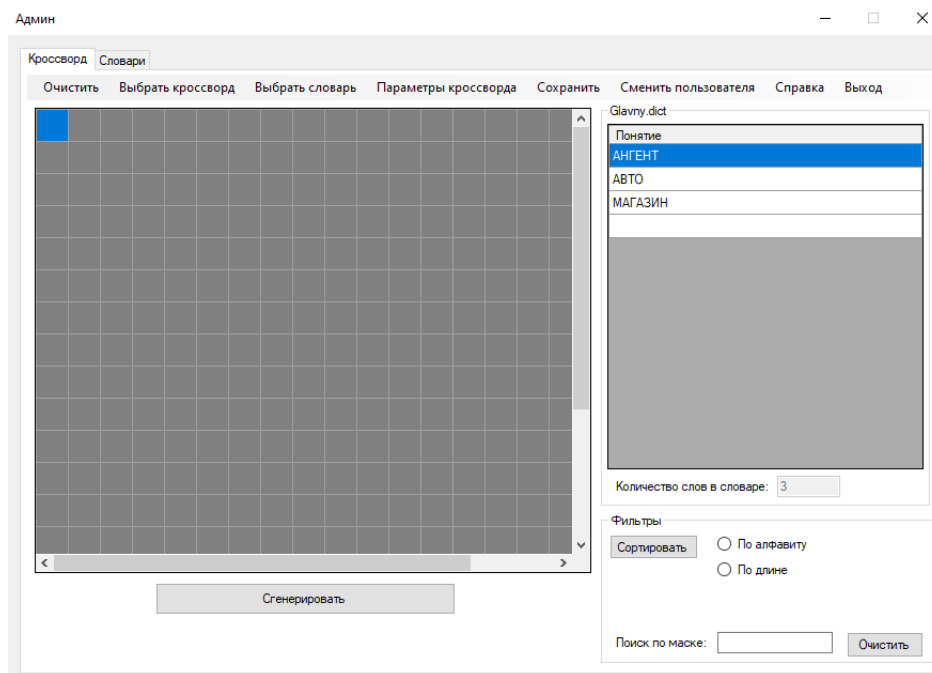 Админ
Кроссворд Словари
Очистить Выбрать кроссворд Выбрать словарь Параметры кроссворда Сохранить Сменить пользователя Справка Выход
Glavny.dict
Понятие
АНГЕНТ
АВТО
МАГАЗИН
Количество слов в словаре: 3
Фильтры
Сортировать По алфавиту
По длине
Сгенерировать
Поиск по маске: Очистить